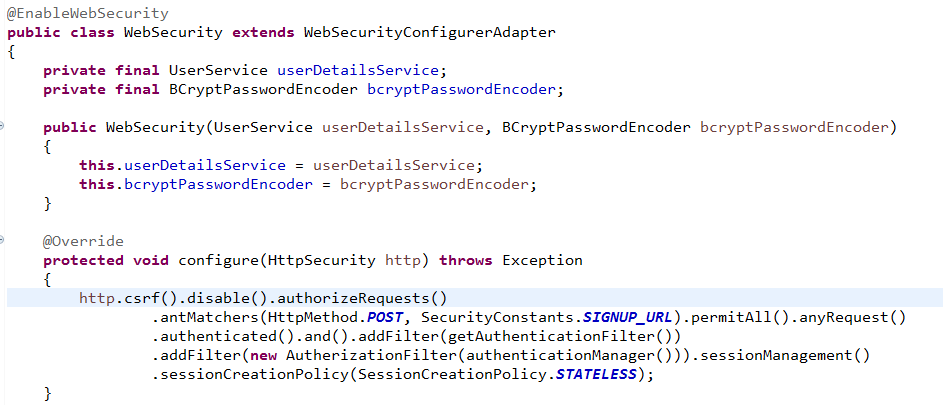 @EnableWebSecurity
public class WebSecurity extends WebSecurityConfigurerAdapter
{
    private final UserService userDetailsService;
    private final BCryptPasswordEncoder bcryptPasswordEncoder;

    public WebSecurity(UserService userDetailsService, BCryptPasswordEncoder bcryptPasswordEncoder)
    {
        this.userDetailsService = userDetailsService;
        this.bcryptPasswordEncoder = bcryptPasswordEncoder;
    }

    @Override
    protected void configure(HttpSecurity http) throws Exception
    {
        http.csrf().disable().authorizeRequests()
                .antMatchers(HttpMethod.POST, SecurityConstants.SIGNUP_URL).permitAll().anyRequest()
                .authenticated().and().addFilter(getAuthenticationFilter())
                .addFilter(new AutherizationFilter(authenticationManager())).sessionManagement()
                .sessionCreationPolicy(SessionCreationPolicy.STATELESS);
    }